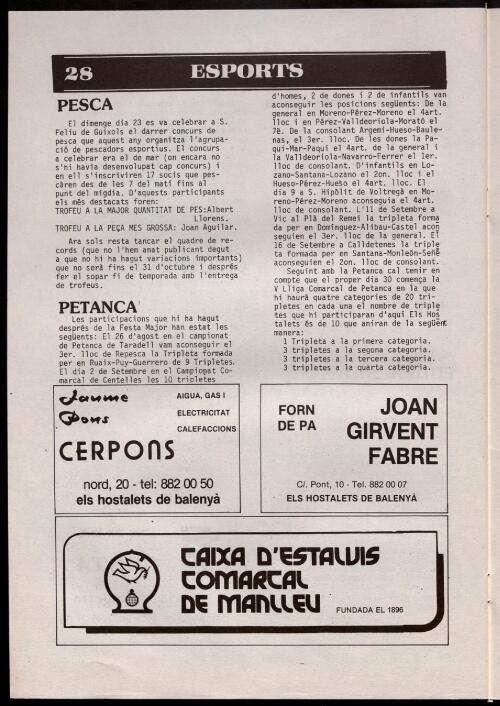 28
ESPORTS
PESCA
El dimenge dia 23 es va celebrar a S.
Feliu de Guixols el darrer concurs de
pesca que aquest any organitza l'agrupa-
ció de pescadors esportius. El concurs
a celebrar era el de mar (on encara no
s'hi havia desenvolupat cap concurs) i
en ell s'inscriviren 17 socis que pes-
càren des de les 7 del matí fins al
punt del migdia. D'aquests participants
els més destacats foren:
TROFEU A LA MAJOR QUANTITAT DE PES:Albert
Llorens.
TROFEU A LA PEÇA MES GROSSA: Joan Aguilar.
Ara sols resta tancar el quadre de re-
cords (que no l'hem anat publicant degut
a que no hi ha hagut variacions importants)
que no serà fins el 31 d'octubre i després
fer el sopar fi de temporada amb l'entrega
de trofeus.
PETANCA
Les participacions que hi ha hagut
després de la Festa Major han estat les
següents: El 26 d'agost en el campionat
de Petanca de Taradell vam aconseguir el
3er. lloc de Repesca la Tripleta formada
per en Ruaix-Puy-Guerrero de 9 Tripletes.
El dia 2 de Setembre en el Campionat Co-
marcal de Centelles les 10 tripletes
d'homes, 2 de dones i 2 de infantils van
aconseguir les posicions següents: De la
general en Moreno-Pérez-Moreno el 4art.
lloc i en Pérez-Valldeoriola-Morató el
7è. De la consolant Argemí-Hueso-Baule-
nas, el 3er. lloc. De les dones la Pa-
qui-Mar-Paqui el 4art. de la general i
la Valldeoriola-Navarro-Ferrer el 1er.
lloc de consolant. D'infantils en Lo-
zano-Santana-Lozano el 2on. lloc i el
Hueso-Pérez-Hueso el 4art. lloc. El
dia 9 a S. Hipòlit de Voltregà en Mo-
reno-Pérez-Moreno aconseguia el 4art.
lloc de consolant. L'11 de Setembre a
Vic al Plà del Remei la tripleta forma
da per en Domínguez-Alibau-Castel acon
seguien el 3er. lloc de la general. El
16 de Setembre a Calldetenes la triple
ta formada per en Santana-Monleón-Señé
aconseguien el 2on. lloc de consolant.
Seguint amb la Petanca cal tenir en
compte que el proper dia 30 comença la
V Lliga Comarcal de Petanca en la que
hi haurà quatre categories de 20 tri-
pletes en cada una el nombre de triple
tes que hi participaran d'aquí Els Hos
talets és de 10 que aniran de la següent
manera:
1 Tripleta a la primera categoria.
3 tripletes a la segona categoria.
3 tripletes a la tercera categoria.
3 tripletes a la quarta categoria.
Jaume
Pons
AIGUA, GAS I
ELECTRICITAT
CALEFACCIONS
CERPONS
nord, 20 - tel: 882 00 50
els hostalets de balenyà
FORN
DE PA
JOAN
GIRVENT
FABRE
C/. Pont, 10 - Tel. 882 00 07
ELS HOSTALETS DE BALENYÀ
CAIXA D'ESTALVIS
COMARCAL
DE MANLLEU
FUNDADA EL 1896